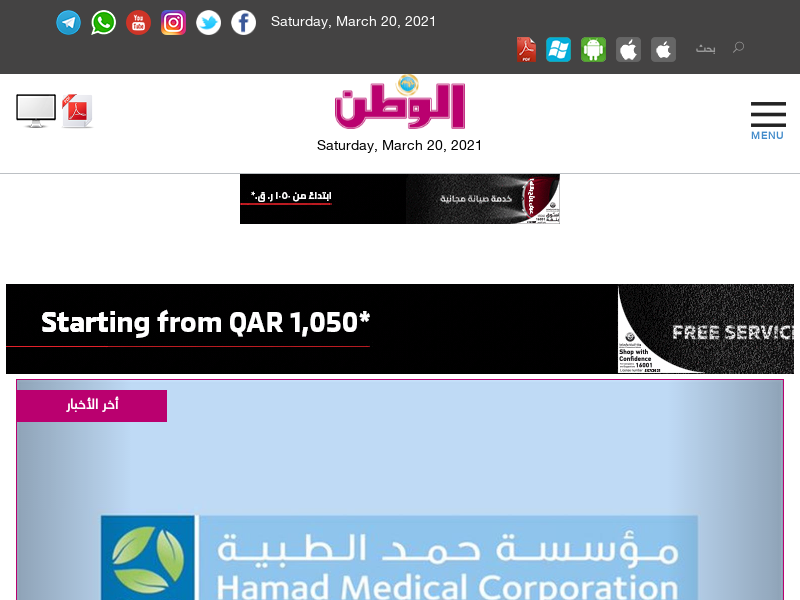 Saturday, March 20, 2021
بحث
الوطن
Saturday, March 20, 2021
MENU
ابتداءً من ١٠٥٠ ر. ق.*
خدمة صيانة مجانية
Starting from QAR 1,050*
FREE SERVIC
Shop with
Confidence
16001
أخر الأخبار
مؤسسة حمد الطبية
Hamad Medical Corporation